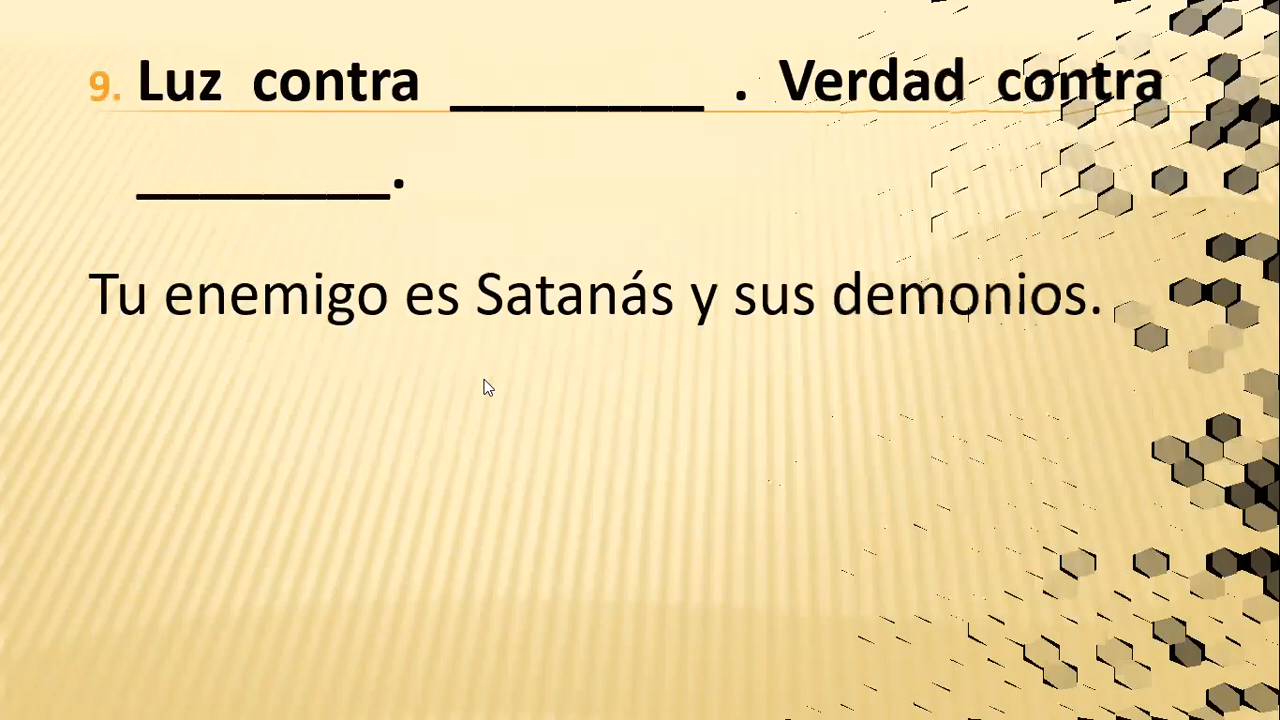 9. Luz contra ________ . Verdad contra
________.
Tu enemigo es Satanás y sus demonios.